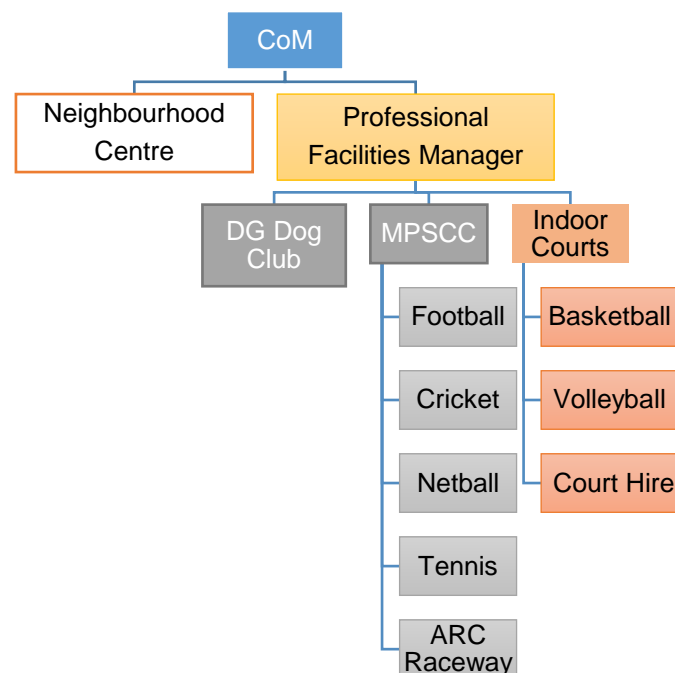 CoM
Neighbourhood
Centre
Professional
Facilities Manager
DG Dog
Club
MPSCC
Indoor
Courts
Football
Basketball
Cricket
Volleyball
Netball
Court Hire
Tennis
ARC
Raceway